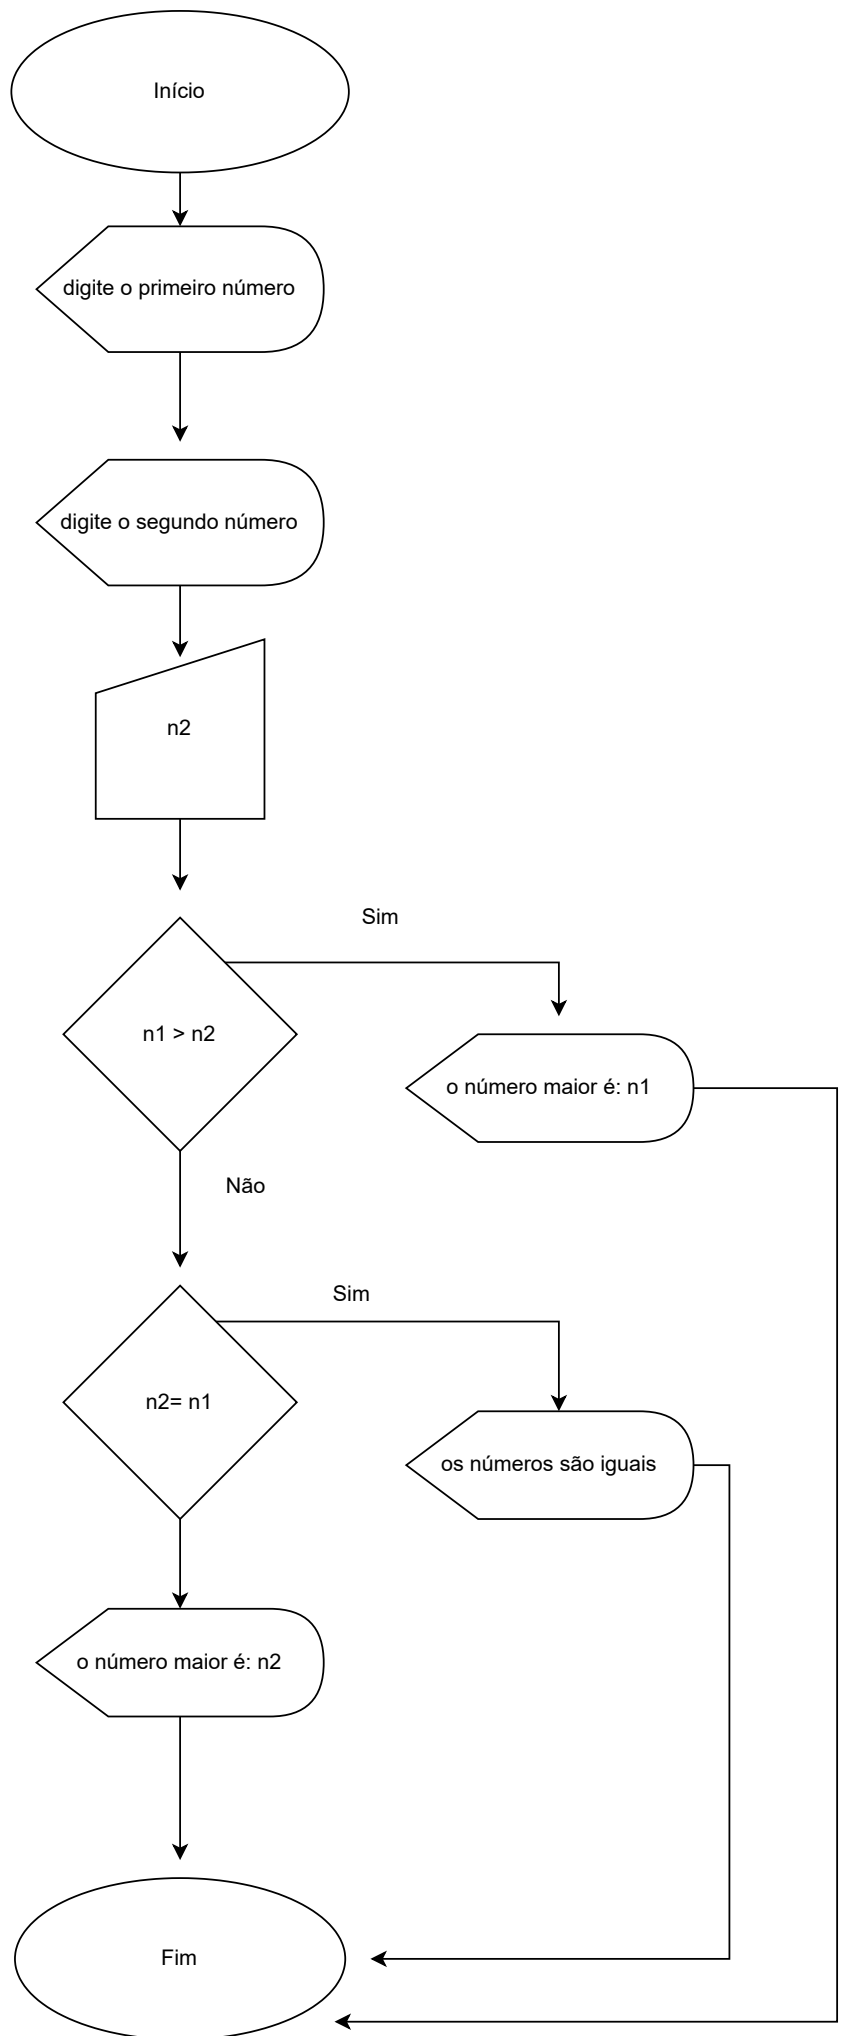 Início
digite o primeiro número
digite o segundo número
n2
Sim
n1 > n2
o número maior é: n1
Não
Sim
n2= n1
os números são iguais
o número maior é: n2
Fim